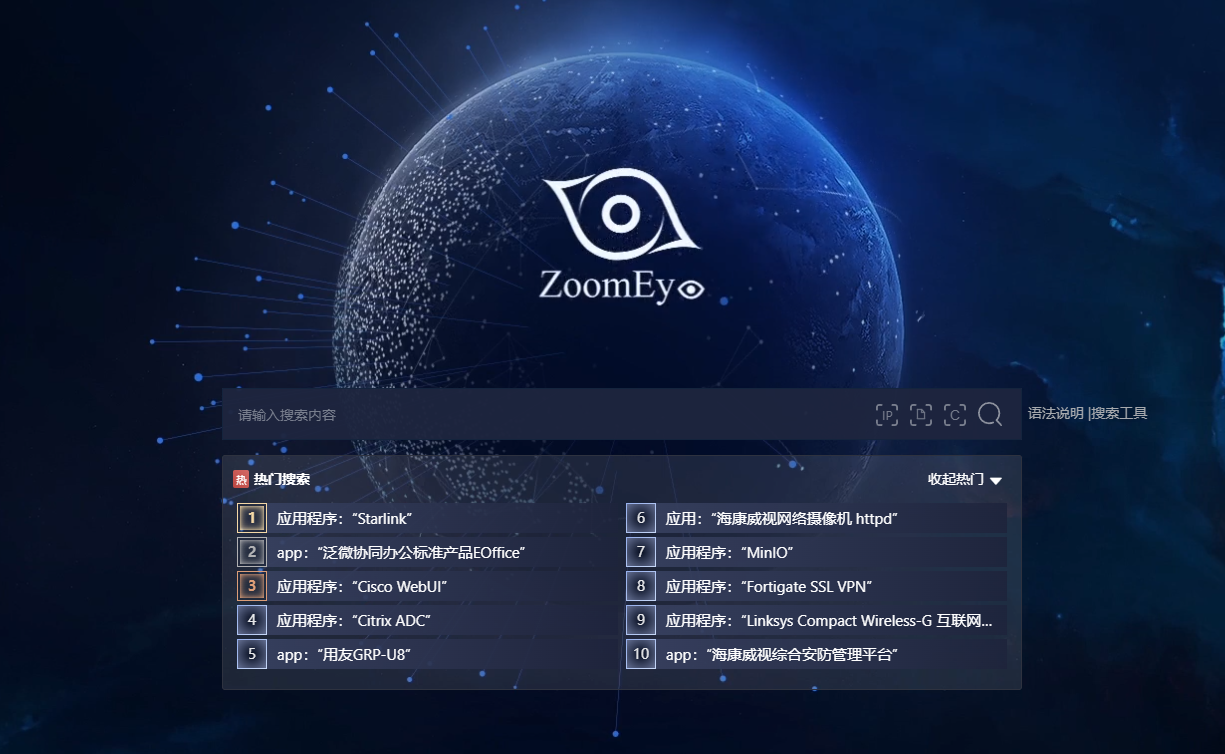 ZoomEye
请输入搜索内容
IP
C
语法说明 |搜索工具
热 热门搜索
收起热门
1 应用程序：“Starlink”
2 app：“泛微协同办公标准产品EOffice”
3 应用程序：“Cisco WebUI”
4 应用程序：“Citrix ADC”
5 app：“用友GRP-U8”
6 应用：“海康威视网络摄像机 httpd”
7 应用程序：“MinIO”
8 应用程序：“Fortigate SSL VPN”
9 应用程序：“Linksys Compact Wireless-G 互联网...
10 app：“海康威视综合安防管理平台”